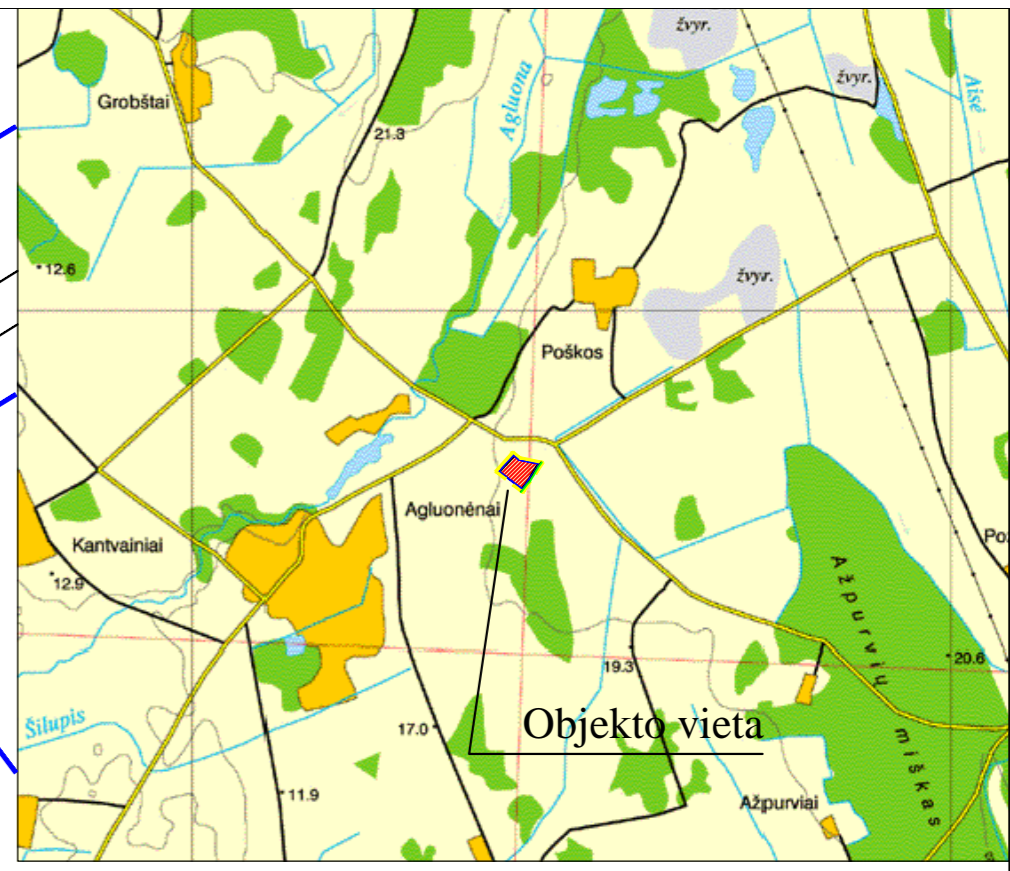 žvyr.
žvyr.
Grobštai
Agluona
Aisė
21.3
12.6
žvyr.
Poškos
Agluonėnai
Kantvainiai
12.9
Ažpurvių miškas
19.3
20.6
Šilupis
17.0
Objekto vieta
11.9
Ažpurviai